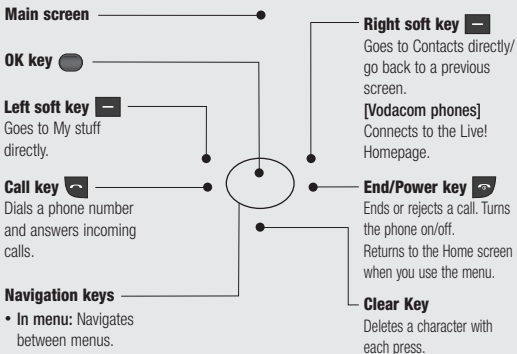 Main screen
OK key
Left soft key
Goes to My stuff
directly.
Call key
Dials a phone number
and answers incoming
calls.
Navigation keys
• In menu: Navigates
between menus.
Right soft key
Goes to Contacts directly/
go back to a previous
screen.
[Vodacom phones]
Connects to the Live!
Homepage.
End/Power key
Ends or rejects a call. Turns
the phone on/off.
Returns to the Home screen
when you use the menu.
Clear Key
Deletes a character with
each press.